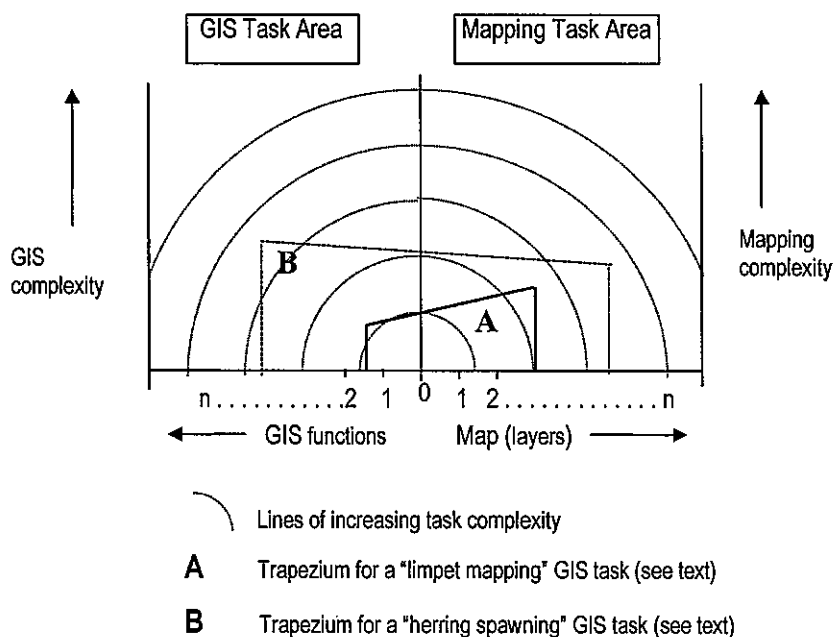 GIS Task Area
Mapping Task Area
GIS
complexity
Mapping
complexity
B
A
n..........2 1 0 1 2...............n
GIS functions Map (layers)
Lines of increasing task complexity
A Trapezium for a "limpet mapping" GIS task (see text)
B Trapezium for a "herring spawning" GIS task (see text)